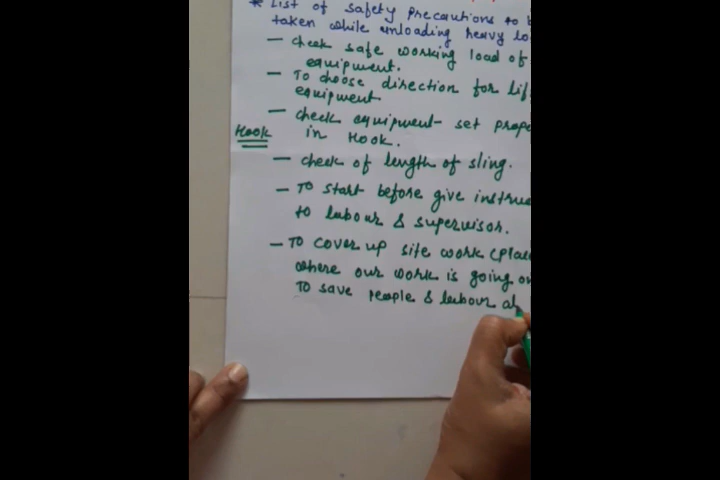 * List of safety precautions to b
taken while unloading heavy lo
- check safe working load of
equipment.
- To choose direction for lif
equipment
- check equipment- set prope
Hook in Hook.
- check of length of sling.
- To start before give instruc
to labour & supervisor.
- To cover up site work (plac
where our work is going on
To save people & labour al